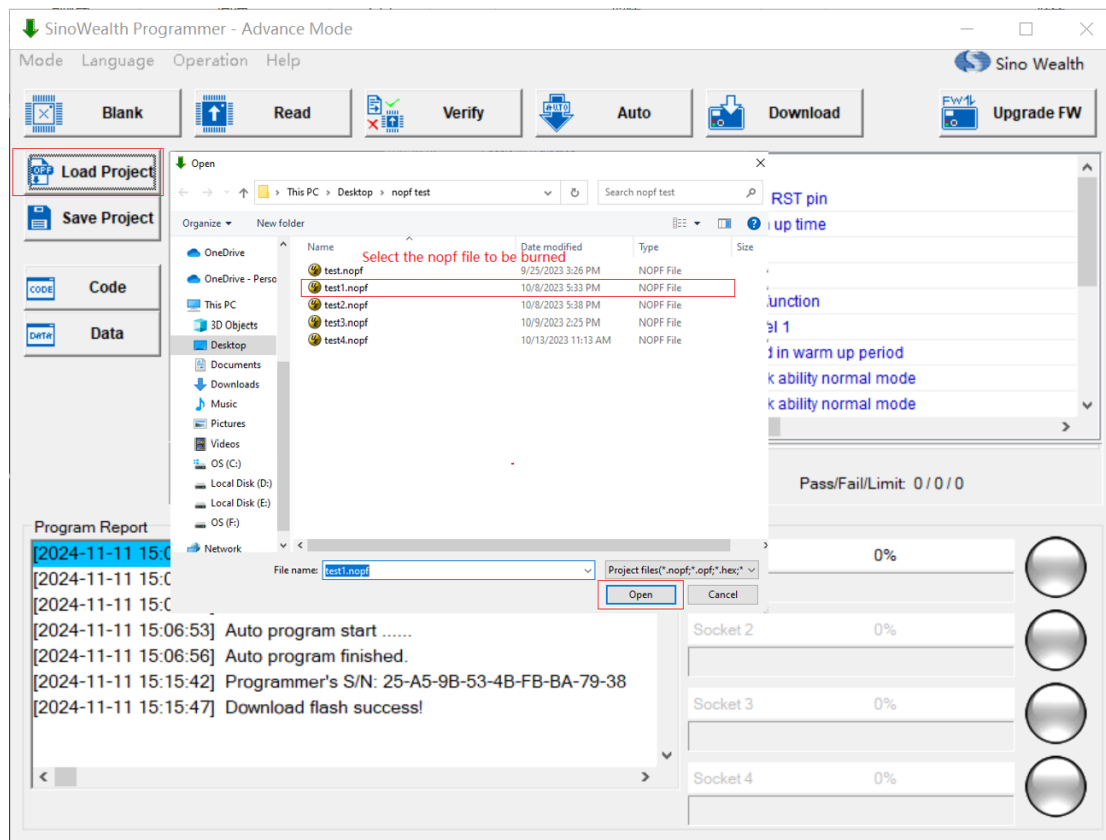 SinoWealth Programmer - Advance Mode
Mode Language Operation Help
Sino Wealth
Blank Read Verify Auto Download Upgrade FW
Load Project
Save Project
Code
Data
Open
This PC › Desktop › nopf test
Search nopf test
Organize New folder
OneDrive
OneDrive - Perso
This PC
3D Objects
Desktop
Documents
Downloads
Music
Pictures
Videos
OS (C:)
Local Disk (D:)
Local Disk (E:)
OS (F:)
Network
Name Date modified Type Size
Select the nopf file to be burned
test.nopf 9/25/2023 3:26 PM NOPF File
test1.nopf 10/8/2023 5:33 PM NOPF File
test2.nopf 10/8/2023 5:38 PM NOPF File
test3.nopf 10/9/2023 2:25 PM NOPF File
test4.nopf 10/13/2023 11:13 AM NOPF File
File name: test1.nopf Project files(*.nopf;*.opf;*.hex;*
Open Cancel
RST pin
up time
el 1
d in warm up period
k ability normal mode
k ability normal mode
Pass/Fail/Limit: 0 / 0 / 0
Program Report
[2024-11-11 15:0
[2024-11-11 15:0
[2024-11-11 15:0
[2024-11-11 15:06:53] Auto program start ......
[2024-11-11 15:06:56] Auto program finished.
[2024-11-11 15:15:42] Programmer's S/N: 25-A5-9B-53-4B-FB-BA-79-38
[2024-11-11 15:15:47] Download flash success!
0%
Socket 2 0%
Socket 3 0%
Socket 4 0%